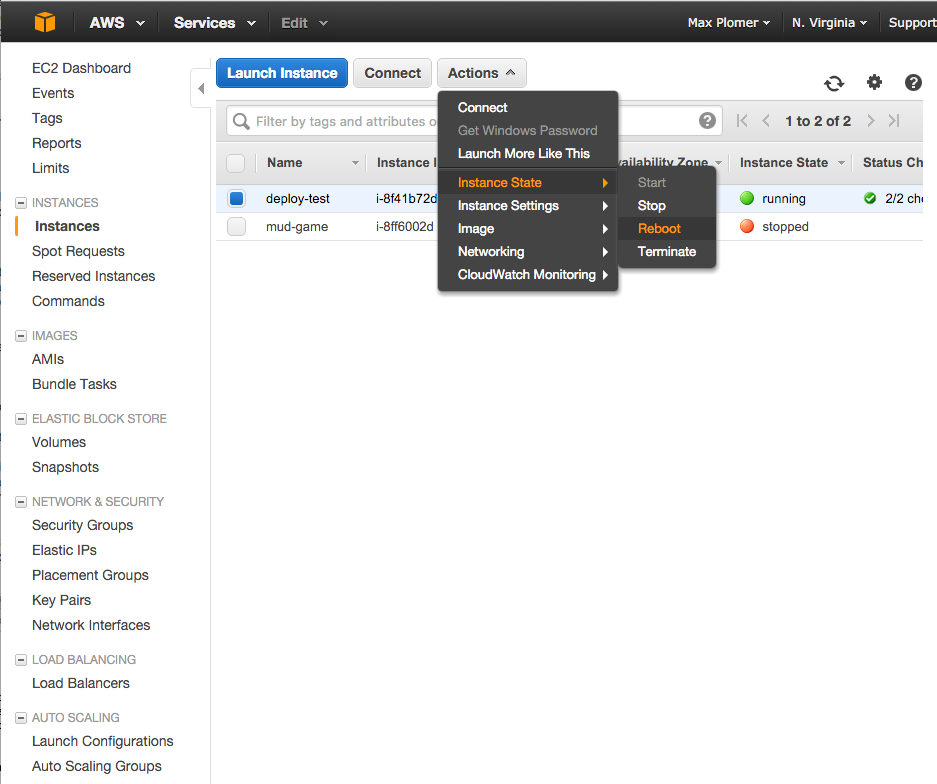 AWS Services Edit Max Plomer N. Virginia Support
EC2 Dashboard
Events
Tags
Reports
Limits
INSTANCES
Instances
Spot Requests
Reserved Instances
Commands
IMAGES
AMIs
Bundle Tasks
ELASTIC BLOCK STORE
Volumes
Snapshots
NETWORK & SECURITY
Security Groups
Elastic IPs
Placement Groups
Key Pairs
Network Interfaces
LOAD BALANCING
Load Balancers
AUTO SCALING
Launch Configurations
Auto Scaling Groups
Launch Instance Connect Actions
Filter by tags and attributes o
1 to 2 of 2
Name Instance I vailability Zone Instance State Status Ch
deploy-test i-8f41b72d running 2/2 che
mud-game i-8ff6002d stopped
Connect
Get Windows Password
Launch More Like This
Instance State
Instance Settings
Image
Networking
CloudWatch Monitoring
Start
Stop
Reboot
Terminate